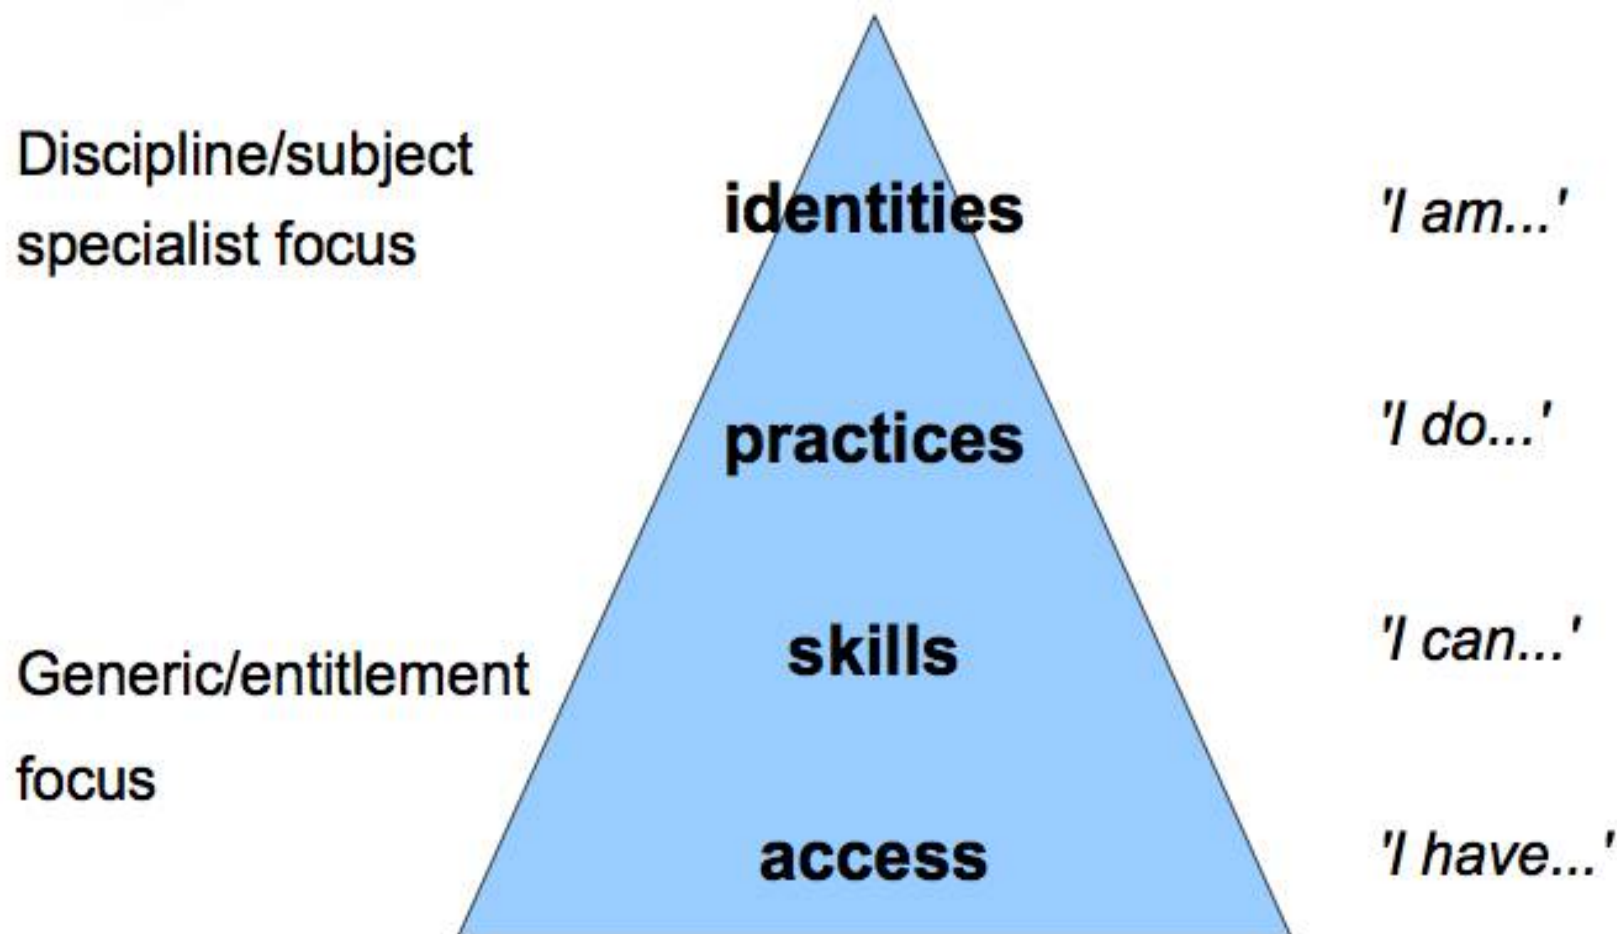 Discipline/subject
specialist focus
identities
'I am...'
practices
'I do...'
skills
'I can...'
Generic/entitlement
focus
access
'I have...'